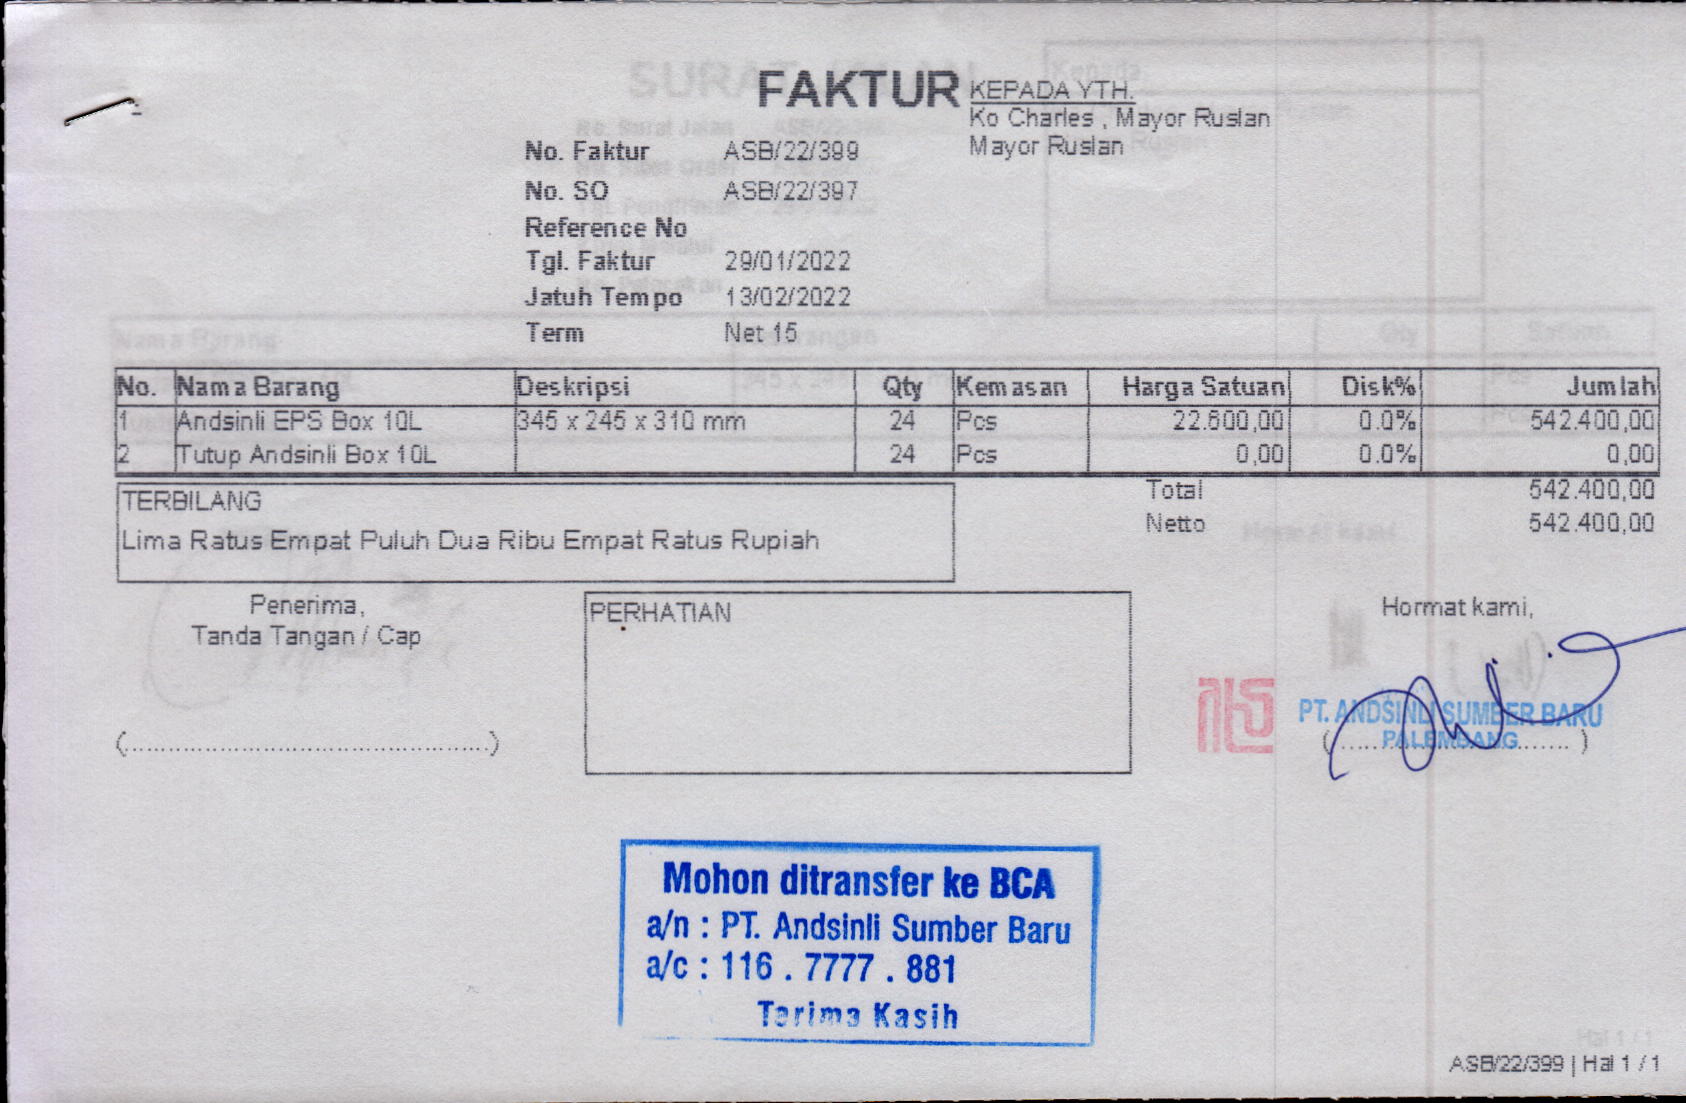 FAKTUR
KEPADA YTH.
Ko Charles , Mayor Ruslan
Mayor Ruslan
No. Faktur ASB/22/399
No. SO ASB/22/397
Reference No
Tgl. Faktur 29/01/2022
Jatuh Tempo 13/02/2022
Term Net 15
No. Nama Barang Deskripsi Qty Kemasan Harga Satuan Disk% Jumlah
1 Andsinli EPS Box 10L 345 x 245 x 310 mm 24 Pcs 22.600,00 0.0% 542.400,00
2 Tutup Andsinli Box 10L 24 Pcs 0,00 0.0% 0,00
Total 542.400,00
Netto 542.400,00
TERBILANG
Lima Ratus Empat Puluh Dua Ribu Empat Ratus Rupiah
Penerima,
Tanda Tangan / Cap
(................................................)
PERHATIAN
Hormat kami,
PT. ANDSINLI SUMBER BARU
PALEMBANG
Mohon ditransfer ke BCA
a/n : PT. Andsinli Sumber Baru
a/c : 116 . 7777 . 881
Terima Kasih
ASB/22/399 | Hal 1 / 1